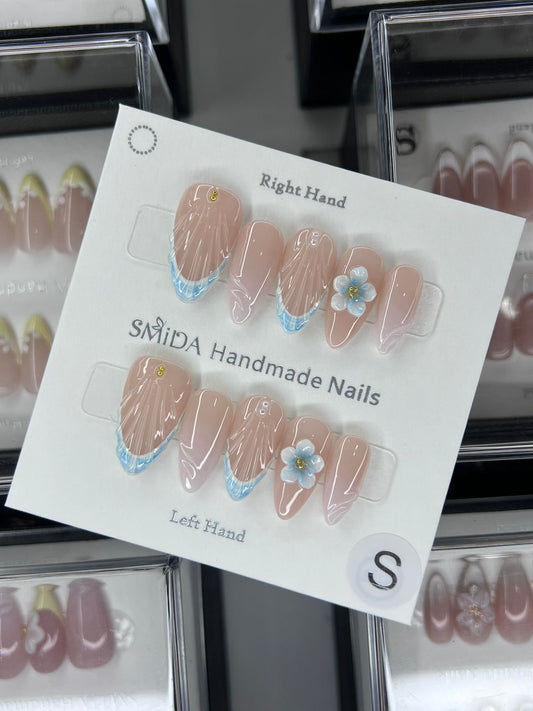 Right Hand
SMiDA Handmade Nails
Left Hand
S
S